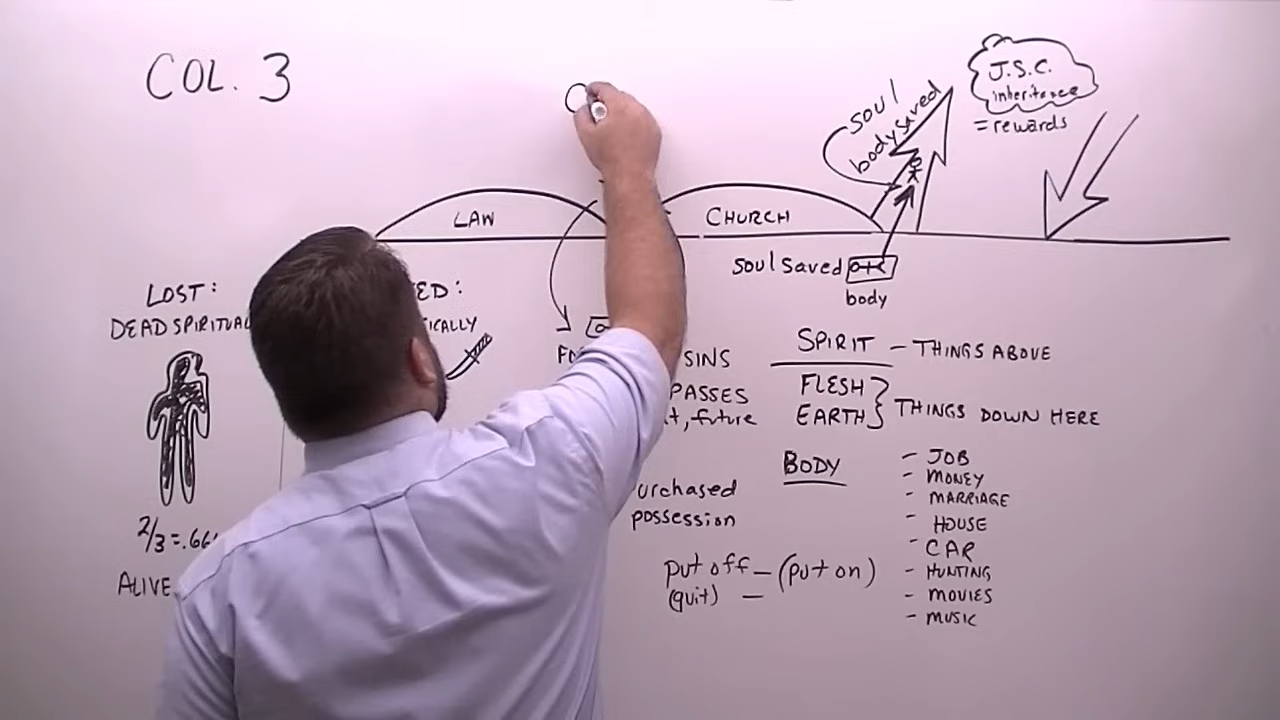 COL. 3
soul
body saved
J.S.C.
inheritance
= rewards
LAW
CHURCH
soul saved
body
LOST:
DEAD SPIRITUAL
ED:
ICALLY
SINS
PASSES
t, future
urchased
possession
put off – (put on)
(quit) –
SPIRIT – THINGS ABOVE
FLESH
EARTH
THINGS DOWN HERE
BODY
- JOB
- MONEY
- MARRIAGE
- HOUSE
- CAR
- HUNTING
- MOVIES
- MUSIC
2/3 = .66
ALIVE